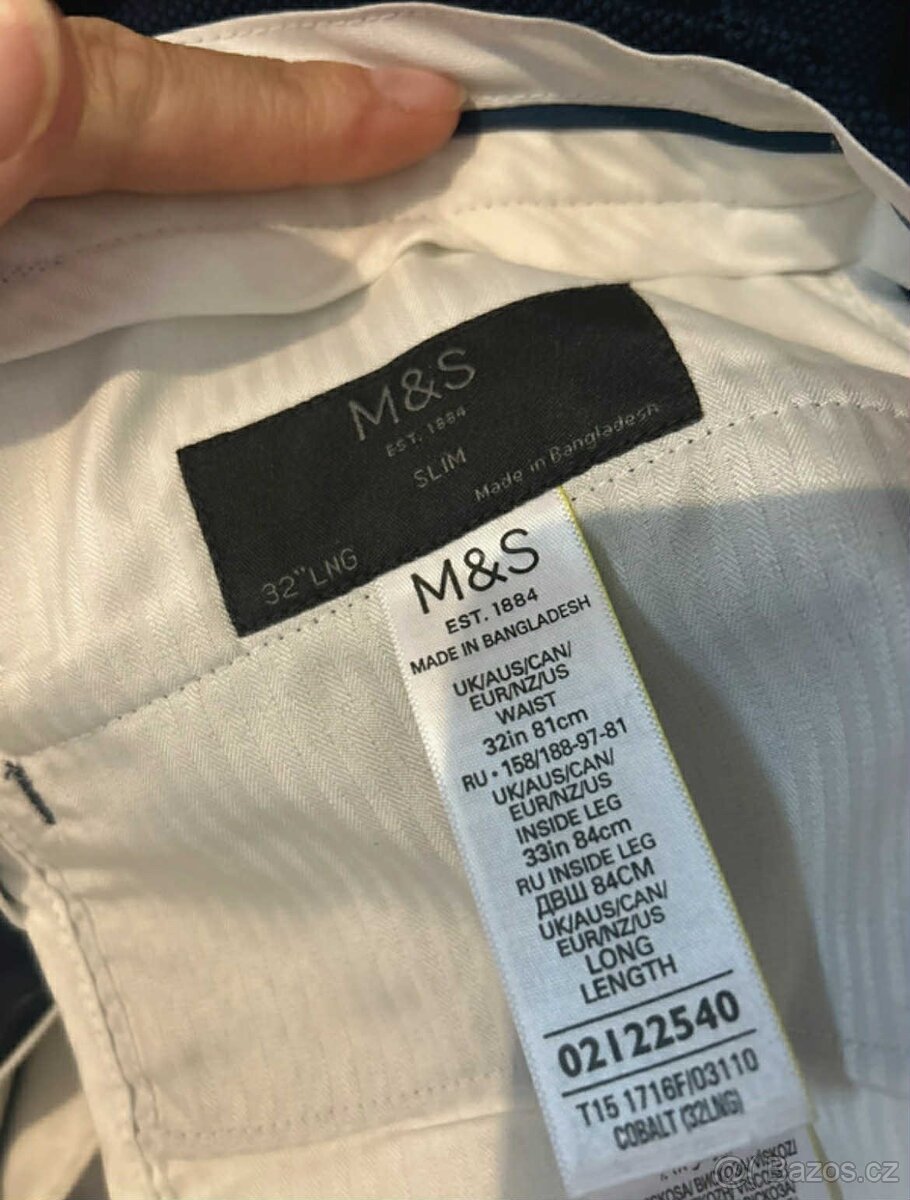 M&S
EST. 1884
SLIM
Made in Bangladesh
32" LNG
M&S
EST. 1884
MADE IN BANGLADESH
UK/AUS/CAN/
EUR/NZ/US
WAIST
32in 81cm
RU • 158/188-97-81
UK/AUS/CAN/
EUR/NZ/US
INSIDE LEG
33in 84cm
RU INSIDE LEG
ДВШ 84CM
UK/AUS/CAN/
EUR/NZ/US
LONG
LENGTH
02122540
T15 1716F/03110
COBALT (32LNG)
Bazos.cz